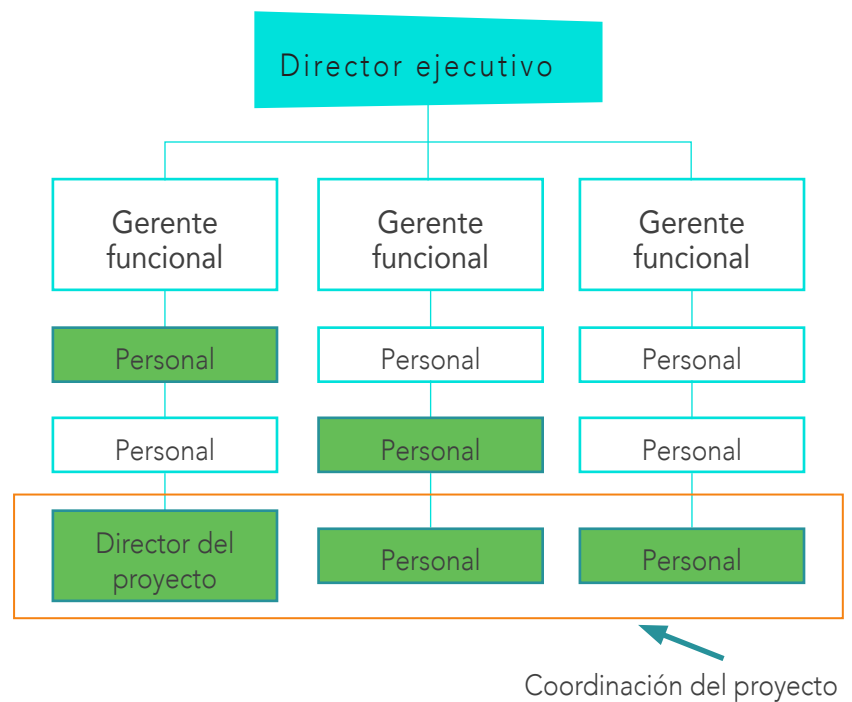 Director ejecutivo
Gerente
funcional
Gerente
funcional
Gerente
funcional
Personal
Personal
Personal
Personal
Personal
Personal
Director del
proyecto
Personal
Personal
Coordinación del proyecto